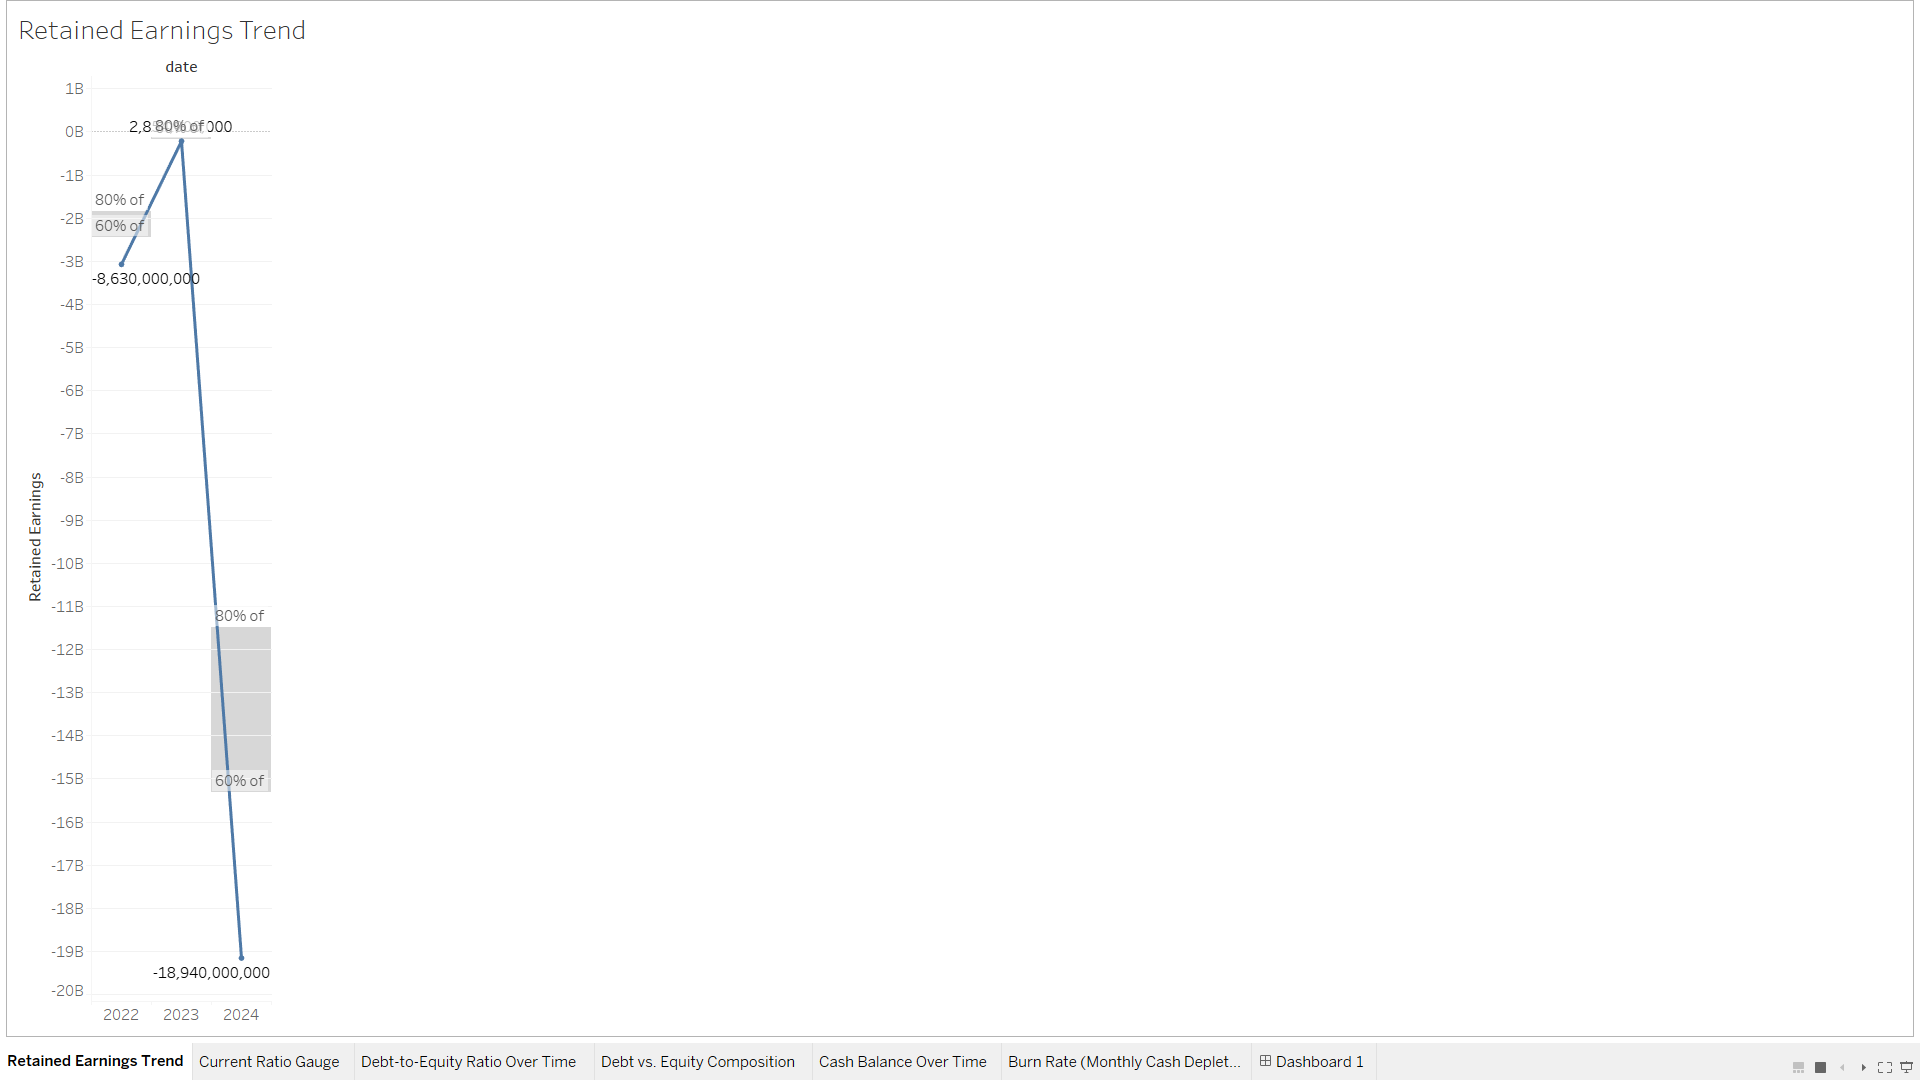 Retained Earnings Trend
date
1B
0B
-1B
-2B
-3B
-4B
-5B
-6B
-7B
-8B
-9B
-10B
-11B
-12B
-13B
-14B
-15B
-16B
-17B
-18B
-19B
-20B
Retained Earnings
80% of
80% of
60% of
-8,630,000,000
80% of
60% of
-18,940,000,000
2022 2023 2024
Retained Earnings Trend Current Ratio Gauge Debt-to-Equity Ratio Over Time Debt vs. Equity Composition Cash Balance Over Time Burn Rate (Monthly Cash Deplet... Dashboard 1